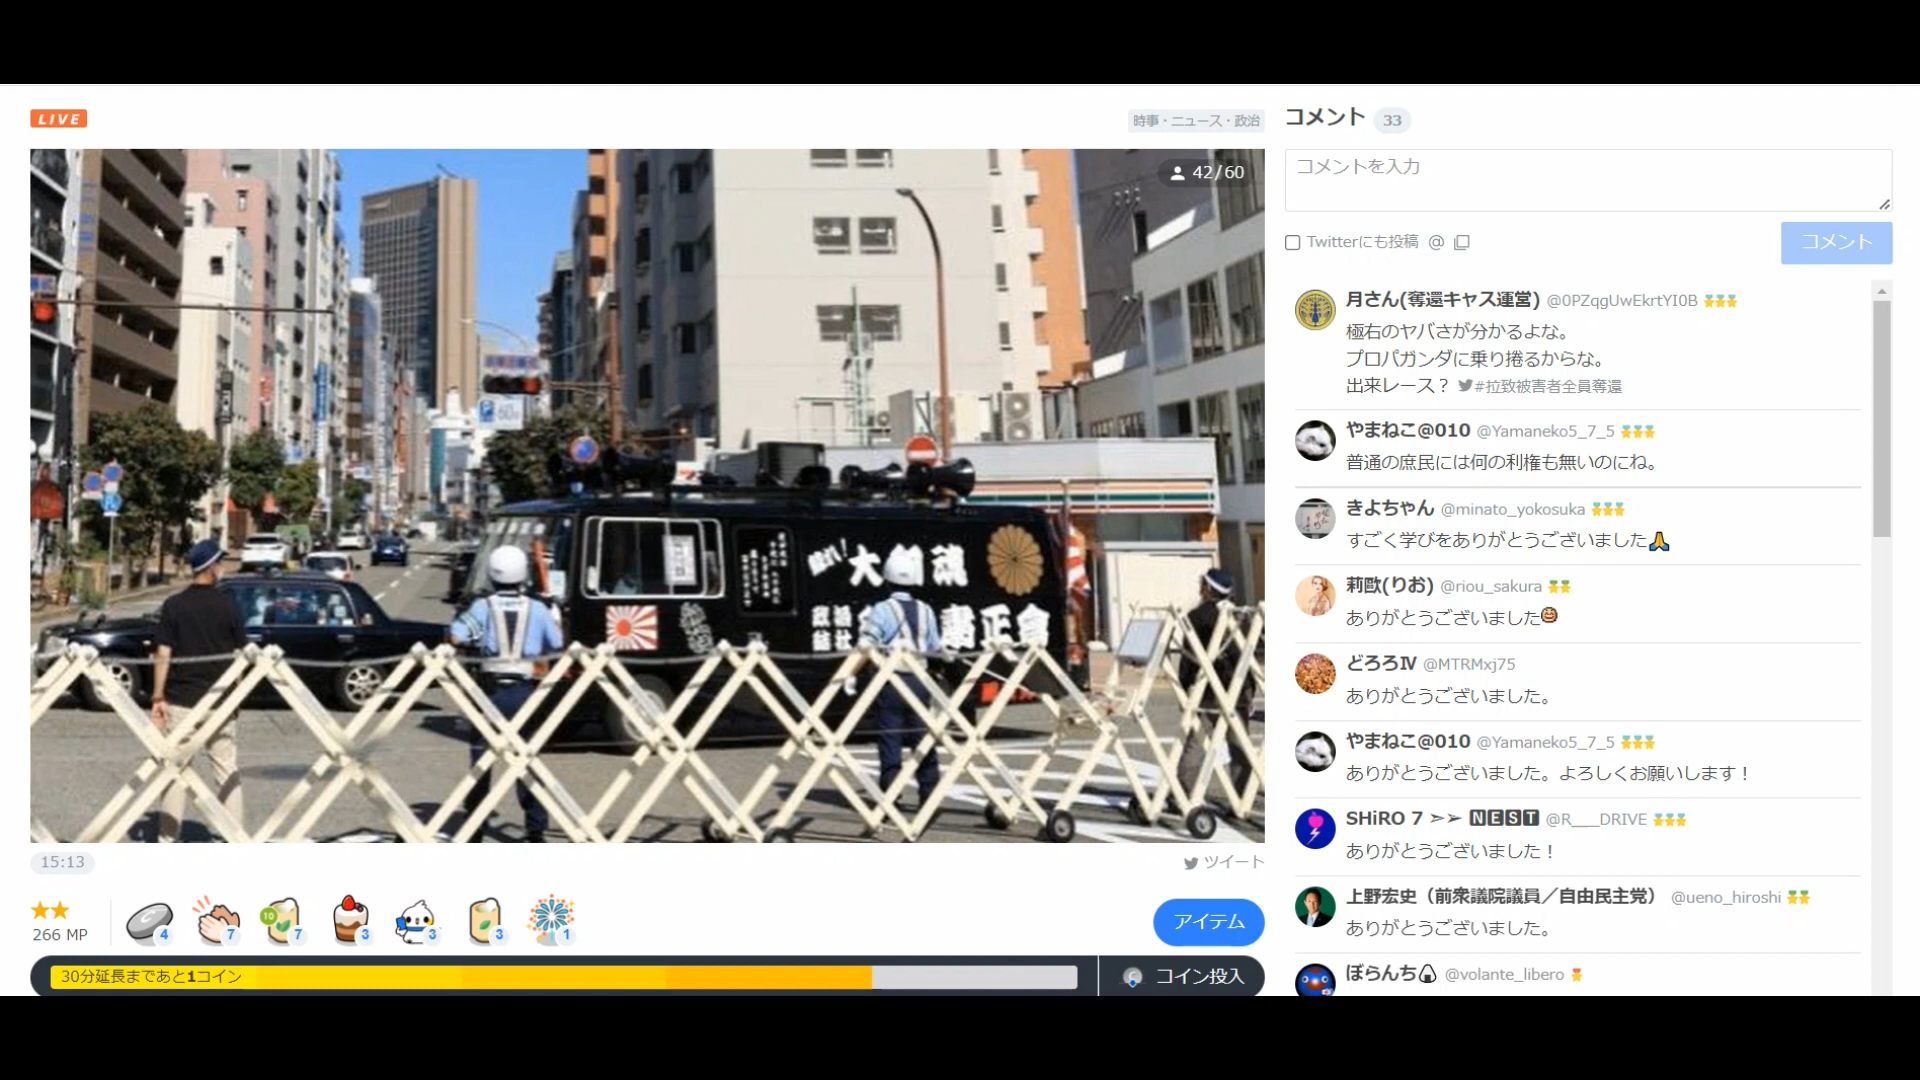 LIVE
時事・ニュース・政治
42/60
60
大
蔬
粛正会
15:13
ツイート
266 MP
4
7
10
7
3
3
3
1
アイテム
30分延長まであと1コイン
コイン投入
コメント 33
コメントを入力
Twitterにも投稿 @
コメント
月さん(奪還キャス運営) @0PZqgUwEkrtYI0B
極右のヤバさが分かるよな。
プロパガンダに乗り捲るからな。
出来レース? #拉致被害者全員奪還
やまねこ@010 @Yamaneko5_7_5
普通の庶民には何の利権も無いのにね。
きよちゃん @minato_yokosuka
すごく学びをありがとうございました🙏
莉歐(りお) @riou_sakura
ありがとうございました😆
どろろⅣ @MTRMxj75
ありがとうございました。
やまねこ@010 @Yamaneko5_7_5
ありがとうございました。よろしくお願いします!
SHiRO 7 ➣➢ 🅽🅴🆂🆃 @R___DRIVE
ありがとうございました!
上野宏史(前衆議院議員/自由民主党) @ueno_hiroshi
ありがとうございました。
ぼらんち🍙 @volante_libero